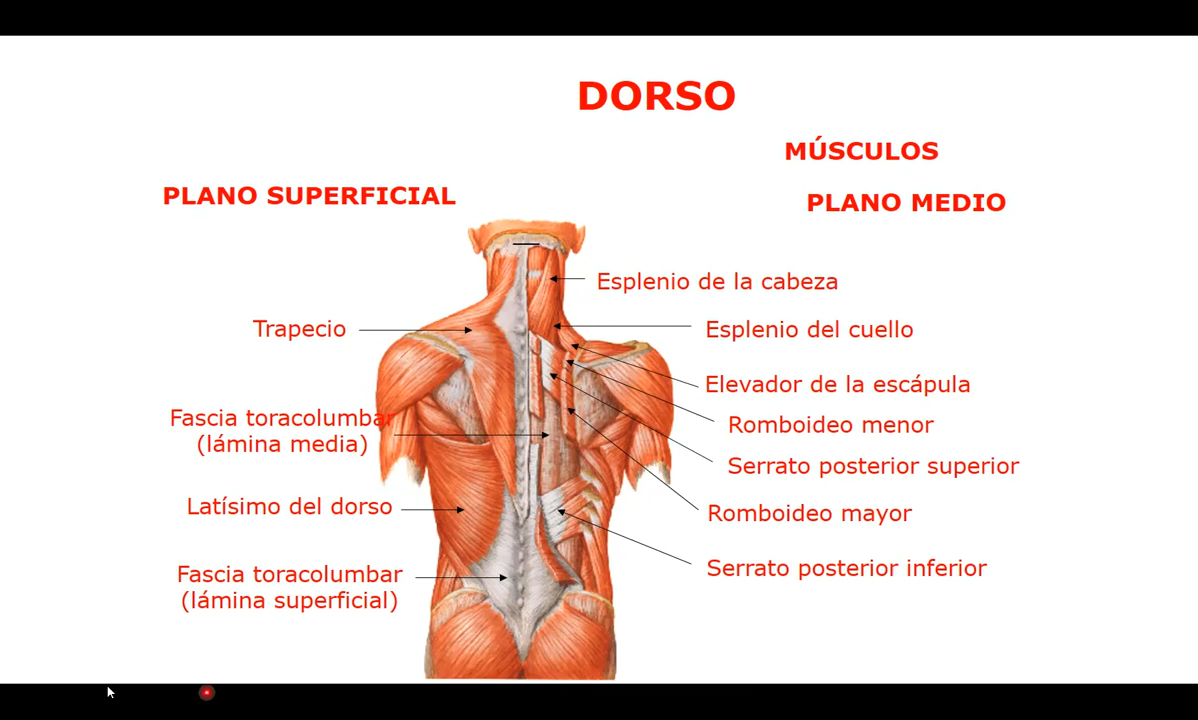 DORSO
MÚSCULOS
PLANO SUPERFICIAL
PLANO MEDIO
Esplenio de la cabeza
Trapecio
Esplenio del cuello
Elevador de la escápula
Fascia toracolumbar
(lámina media)
Romboideo menor
Serrato posterior superior
Latísimo del dorso
Romboideo mayor
Fascia toracolumbar
(lámina superficial)
Serrato posterior inferior